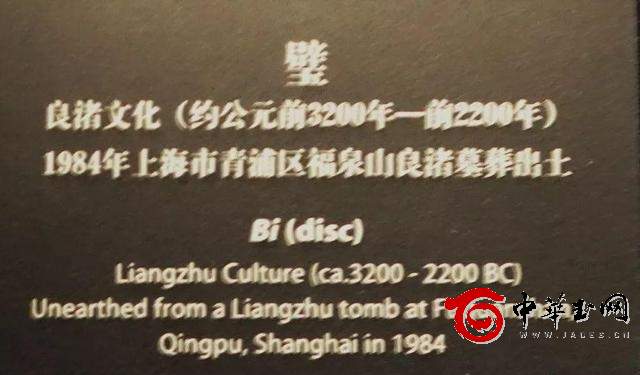 璧
良渚文化（约公元前3200年—前2200年）
1984年上海市青浦区福泉山良渚墓葬出土
Bi (disc)
Liangzhu Culture (ca.3200 - 2200 BC)
Unearthed from a Liangzhu tomb at
Qingpu, Shanghai in 1984
中华玉网
WWW.JADES.CN